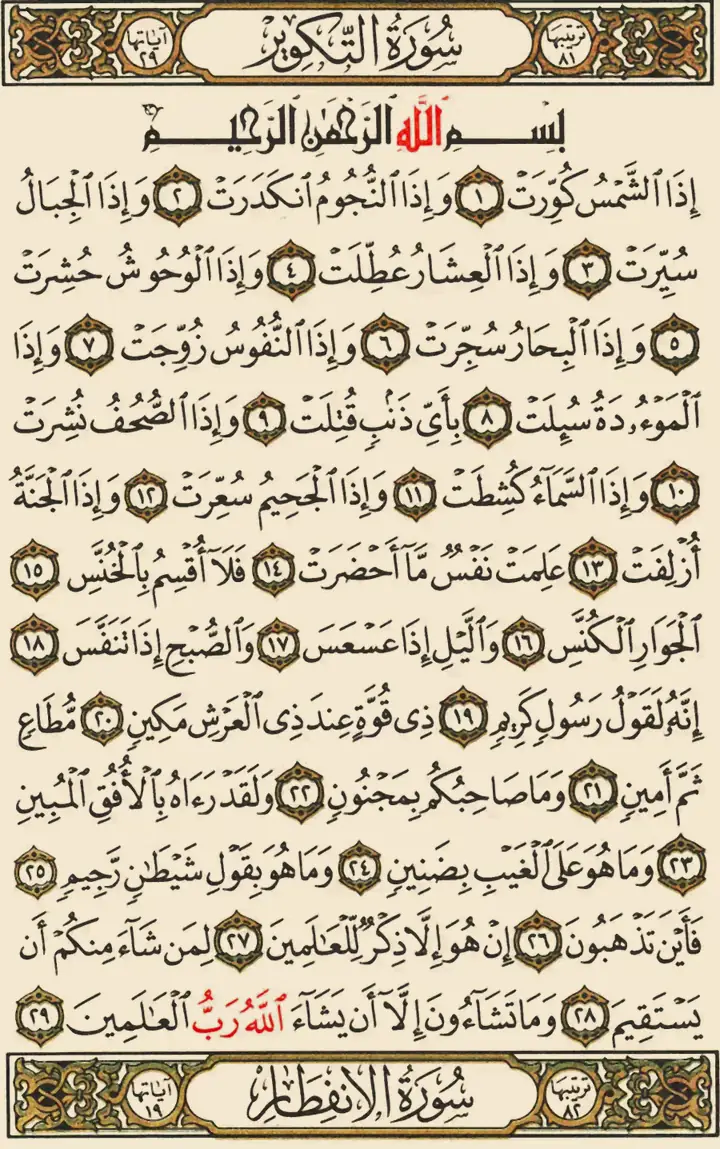 ترتيبها ٨١ سُورَةُ التَّكْوِير آياتها ٢٩
بِسْمِ ٱللَّهِ ٱلرَّحْمَٰنِ ٱلرَّحِيمِ
إِذَا ٱلشَّمْسُ كُوِّرَتْ ١ وَإِذَا ٱلنُّجُومُ ٱنكَدَرَتْ ٢ وَإِذَا ٱلْجِبَالُ
سُيِّرَتْ ٣ وَإِذَا ٱلْعِشَارُ عُطِّلَتْ ٤ وَإِذَا ٱلْوُحُوشُ حُشِرَتْ
٥ وَإِذَا ٱلْبِحَارُ سُجِّرَتْ ٦ وَإِذَا ٱلنُّفُوسُ زُوِّجَتْ ٧ وَإِذَا
ٱلْمَوْءُۥدَةُ سُئِلَتْ ٨ بِأَىِّ ذَنۢبٍ قُتِلَتْ ٩ وَإِذَا ٱلصُّحُفُ نُشِرَتْ
١٠ وَإِذَا ٱلسَّمَآءُ كُشِطَتْ ١١ وَإِذَا ٱلْجَحِيمُ سُعِّرَتْ ١٢ وَإِذَا ٱلْجَنَّةُ
أُزْلِفَتْ ١٣ عَلِمَتْ نَفْسٌ مَّآ أَحْضَرَتْ ١٤ فَلَآ أُقْسِمُ بِٱلْخُنَّسِ ١٥
ٱلْجَوَارِ ٱلْكُنَّسِ ١٦ وَٱلَّيْلِ إِذَا عَسْعَسَ ١٧ وَٱلصُّبْحِ إِذَا تَنَفَّسَ ١٨
إِنَّهُۥ لَقَوْلُ رَسُولٍ كَرِيمٍ ١٩ ذِى قُوَّةٍ عِندَ ذِى ٱلْعَرْشِ مَكِينٍ ٢٠ مُّطَاعٍ
ثَمَّ أَمِينٍ ٢١ وَمَا صَاحِبُكُم بِمَجْنُونٍ ٢٢ وَلَقَدْ رَءَاهُ بِٱلْأُفُقِ ٱلْمُبِينِ
٢٣ وَمَا هُوَ عَلَى ٱلْغَيْبِ بِضَنِينٍ ٢٤ وَمَا هُوَ بِقَوْلِ شَيْطَٰنٍ رَّجِيمٍ ٢٥
فَأَيْنَ تَذْهَبُونَ ٢٦ إِنْ هُوَ إِلَّا ذِكْرٌ لِّلْعَٰلَمِينَ ٢٧ لِمَن شَآءَ مِنكُمْ أَن
يَسْتَقِيمَ ٢٨ وَمَا تَشَآءُونَ إِلَّآ أَن يَشَآءَ ٱللَّهُ رَبُّ ٱلْعَٰلَمِينَ ٢٩
ترتيبها ٨٢ سُورَةُ الِانْفِطَار آياتها ١٩